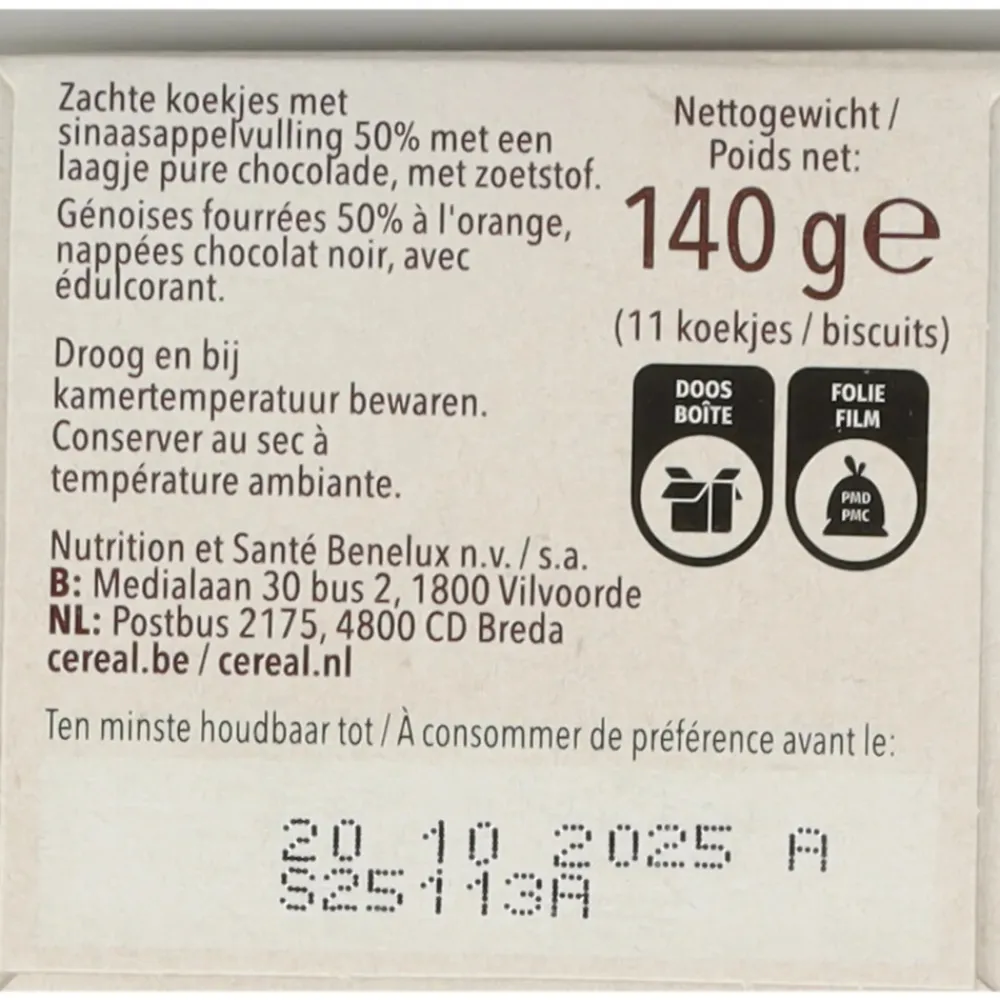 Zachte koekjes met
sinaasappelvulling 50% met een
laagje pure chocolade, met zoetstof.
Génoises fourrées 50% à l'orange,
nappées chocolat noir, avec
édulcorant.
Droog en bij
kamertemperatuur bewaren.
Conserver au sec à
température ambiante.
Nutrition et Santé Benelux n.v. / s.a.
B: Medialaan 30 bus 2, 1800 Vilvoorde
NL: Postbus 2175, 4800 CD Breda
cereal.be / cereal.nl
Nettogewicht /
Poids net:
140 g e
(11 koekjes / biscuits)
DOOS
BOÎTE
FOLIE
FILM
PMD
PMC
Ten minste houdbaar tot / À consommer de préférence avant le:
20 10 2025 A
S25113A